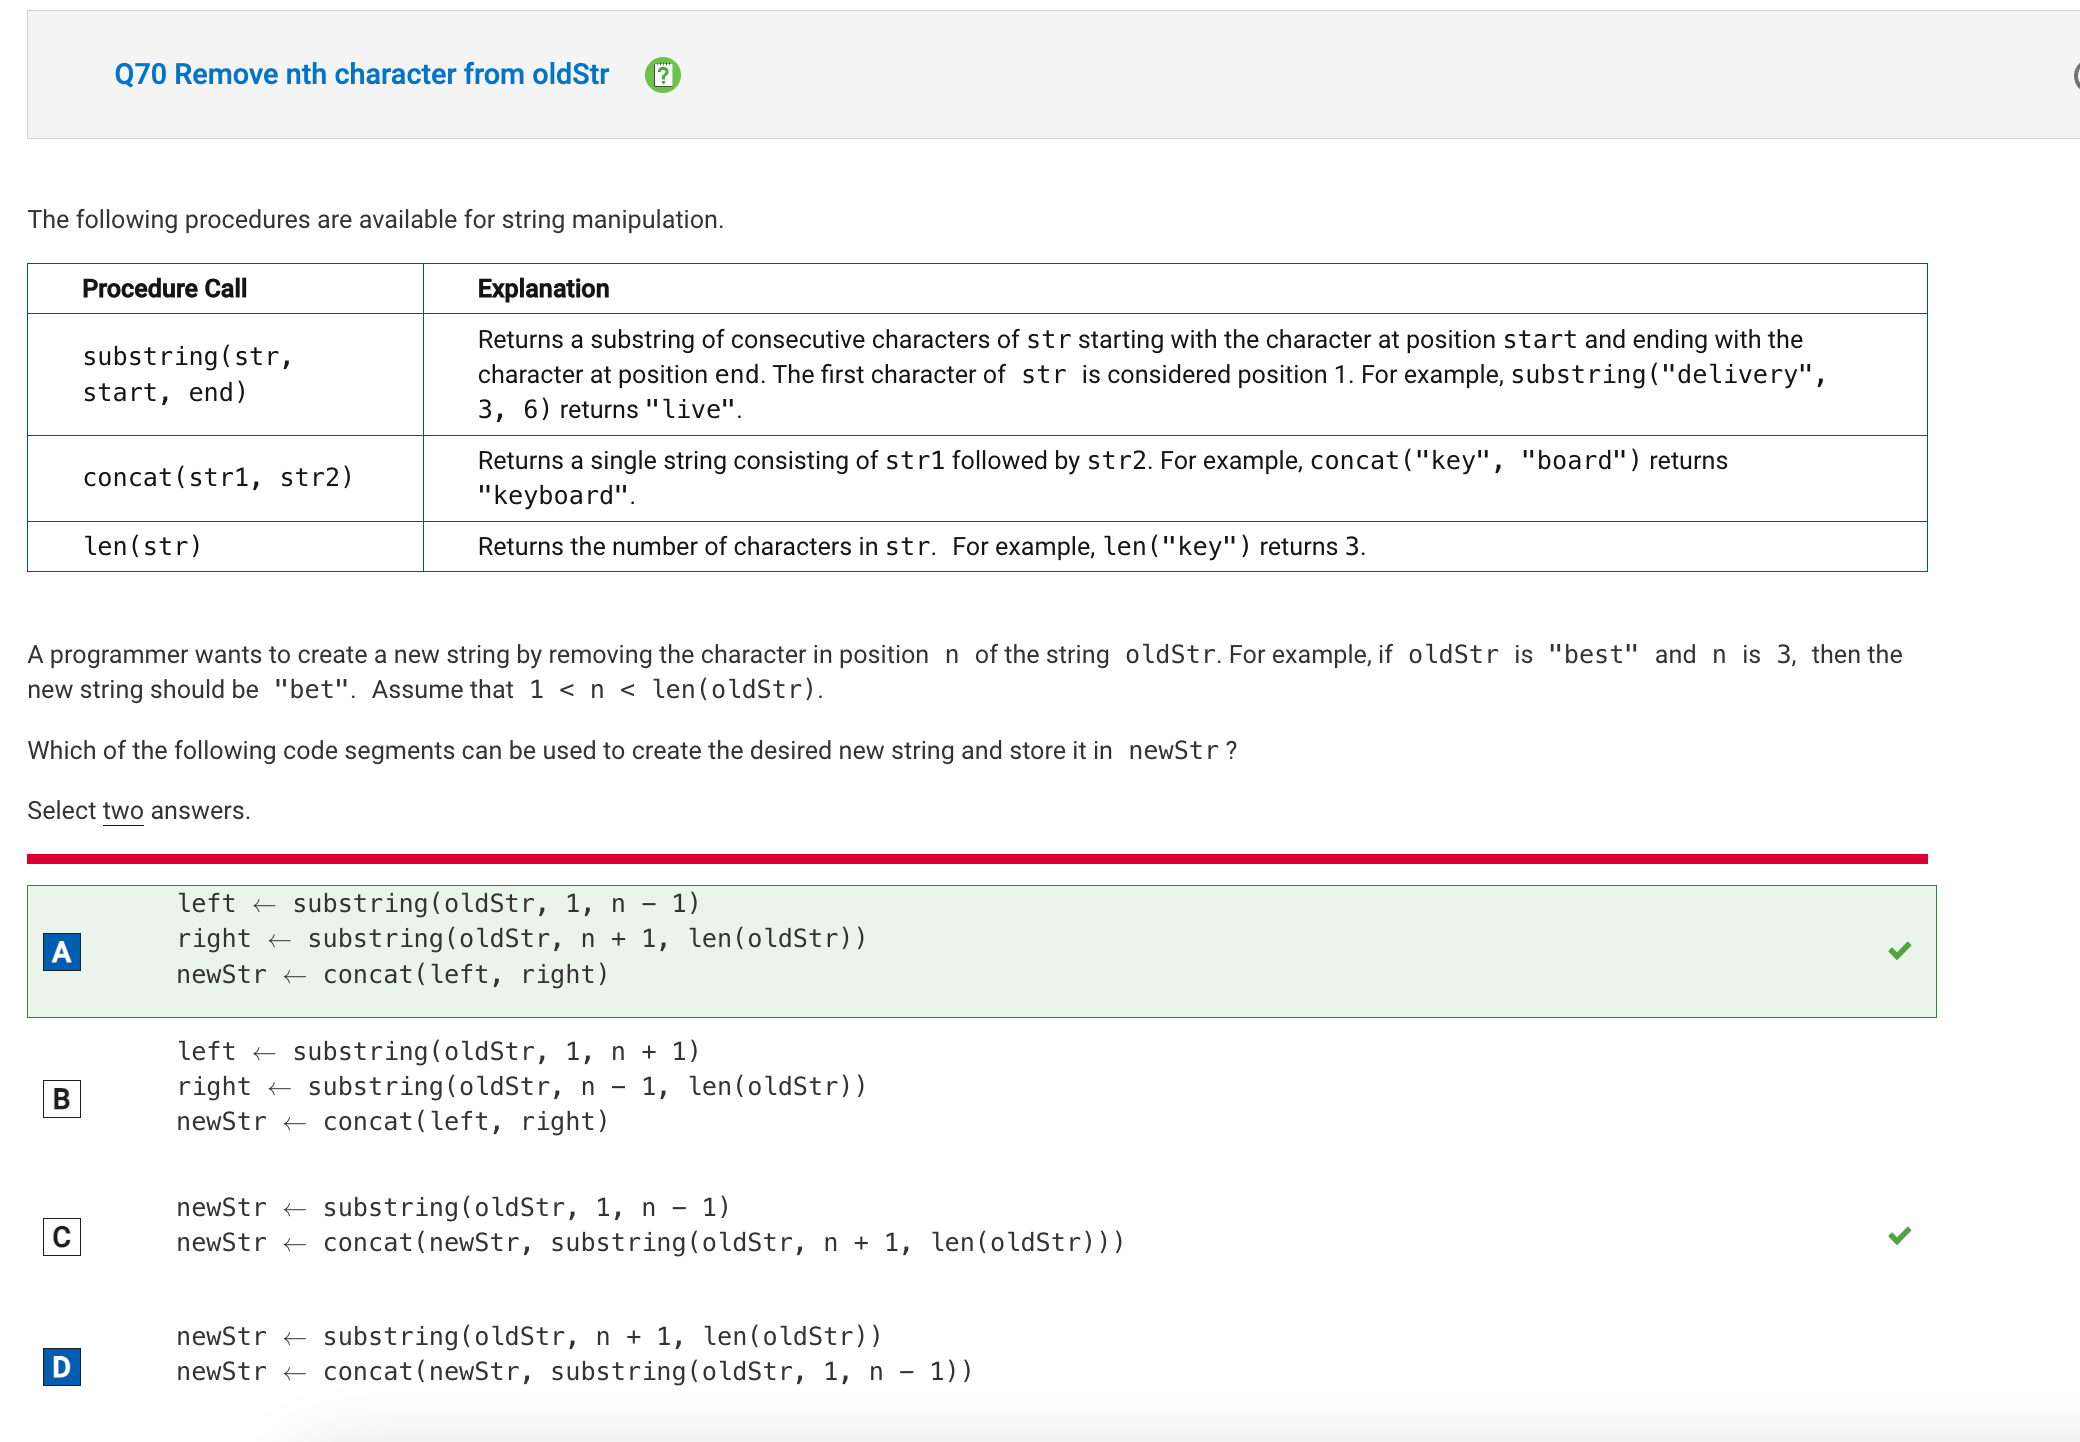 Q70 Remove nth character from oldStr
The following procedures are available for string manipulation.
Procedure Call
Explanation
substring(str,
start, end)
Returns a substring of consecutive characters of str starting with the character at position start and ending with the
character at position end. The first character of str is considered position 1. For example, substring("delivery",
3, 6) returns "live".
concat(str1, str2)
Returns a single string consisting of str1 followed by str2. For example, concat("key", "board") returns
"keyboard".
len(str)
Returns the number of characters in str. For example, len("key") returns 3.
A programmer wants to create a new string by removing the character in position n of the string oldStr. For example, if oldStr is "best" and n is 3, then the
new string should be "bet". Assume that 1 < n < len(oldStr).
Which of the following code segments can be used to create the desired new string and store it in newStr ?
Select two answers.
A
left ← substring(oldStr, 1, n - 1)
right ← substring(oldStr, n + 1, len(oldStr))
newStr ← concat(left, right)
B
left ← substring(oldStr, 1, n + 1)
right ← substring(oldStr, n - 1, len(oldStr))
newStr ← concat(left, right)
C
newStr ← substring(oldStr, 1, n - 1)
newStr ← concat(newStr, substring(oldStr, n + 1, len(oldStr)))
D
newStr ← substring(oldStr, n + 1, len(oldStr))
newStr ← concat(newStr, substring(oldStr, 1, n - 1))